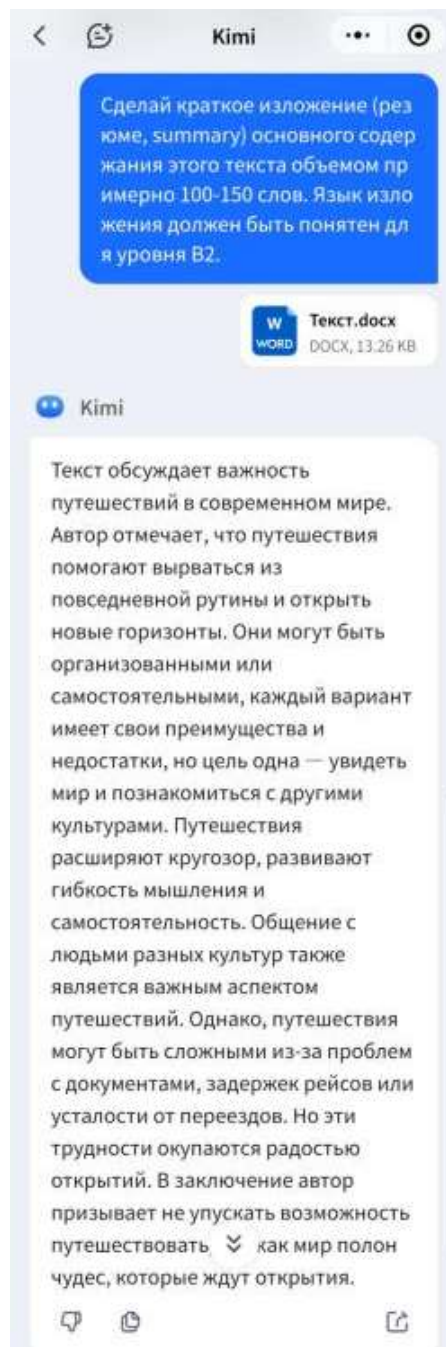 Kimi
Сделай краткое изложение (рез
юме, summary) основного содер
жания этого текста объемом пр
имерно 100-150 слов. Язык изло
жения должен быть понятен дл
я уровня B2.
W
WORD
Текст.docx
DOCX, 13.26 KB
Kimi
Текст обсуждает важность
путешествий в современном мире.
Автор отмечает, что путешествия
помогают вырваться из
повседневной рутины и открыть
новые горизонты. Они могут быть
организованными или
самостоятельными, каждый вариант
имеет свои преимущества и
недостатки, но цель одна — увидеть
мир и познакомиться с другими
культурами. Путешествия
расширяют кругозор, развивают
гибкость мышления и
самостоятельность. Общение с
людьми разных культур также
является важным аспектом
путешествий. Однако, путешествия
могут быть сложными из-за проблем
с документами, задержек рейсов или
усталости от переездов. Но эти
трудности окупаются радостью
открытий. В заключение автор
призывает не упускать возможность
путешествовать как мир полон
чудес, которые ждут открытия.